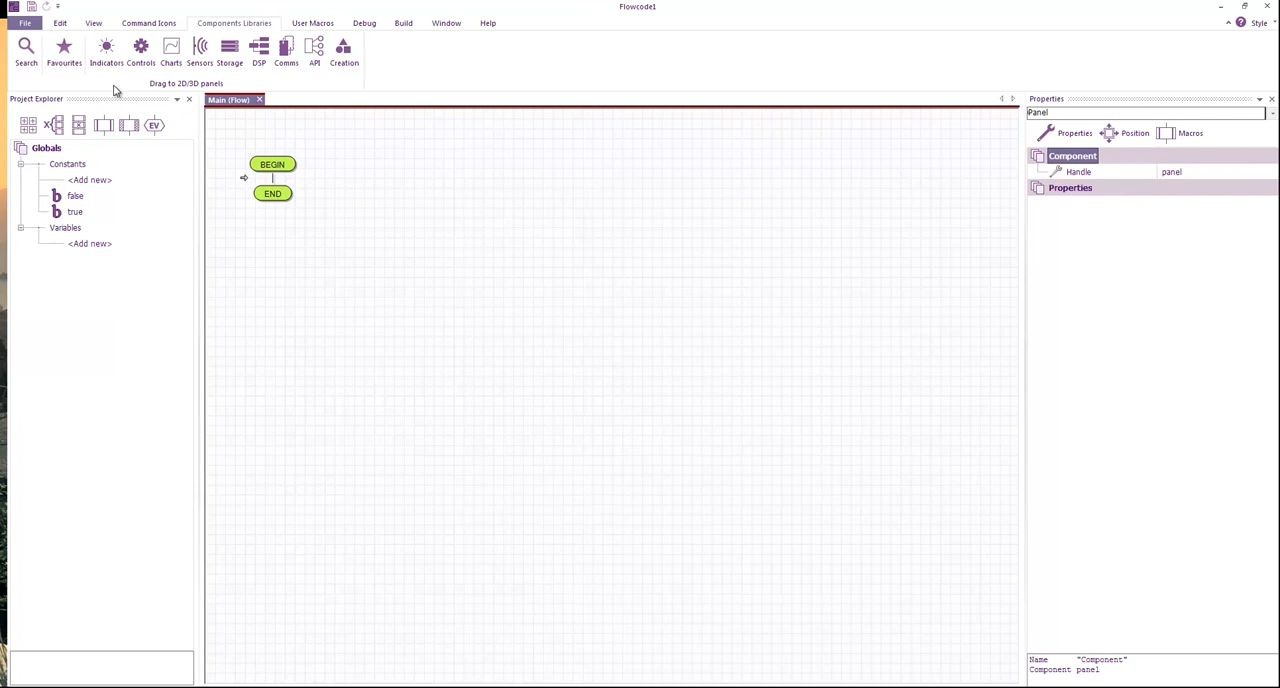 Flowcode1
File Edit View Command Icons Components Libraries User Macros Debug Build Window Help Style
Search Favourites Indicators Controls Charts Sensors Storage DSP Comms API Creation
Drag to 2D/3D panels
Project Explorer
Main (Flow)
Properties
Panel
EV
Properties Position Macros
Globals
Constants
<Add new>
false
true
Variables
<Add new>
BEGIN
END
Component
Handle panel
Properties
Name "Component"
Component panel